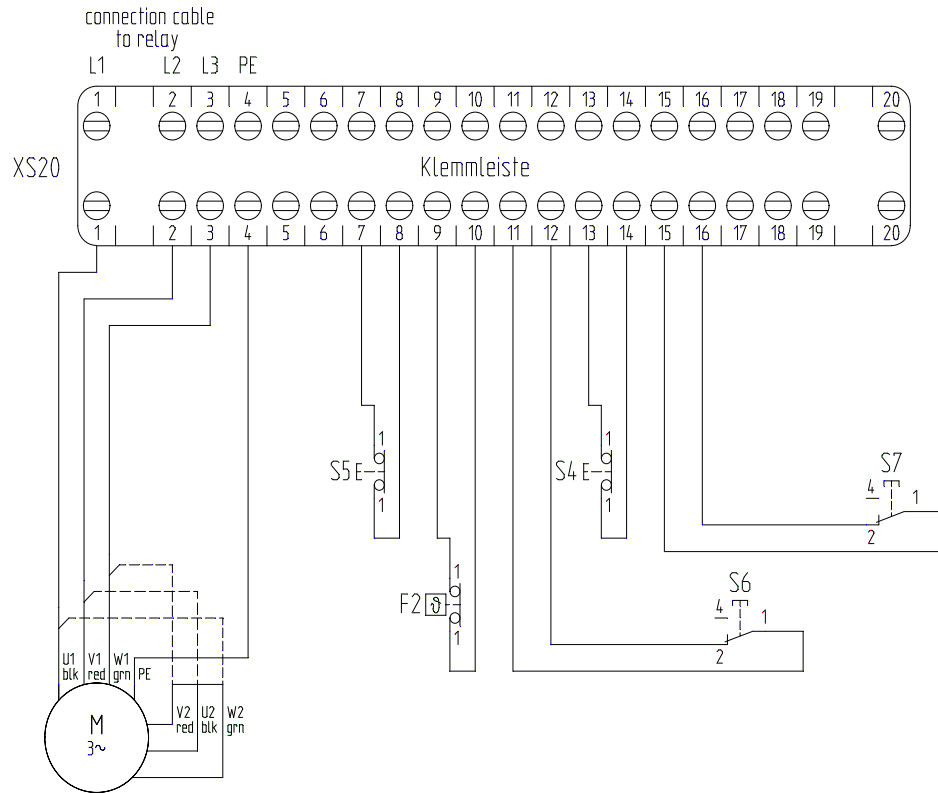 connection cable
to relay
L1 L2 L3 PE
1 2 3 4 5 6 7 8 9 10 11 12 13 14 15 16 17 18 19 20
XS20 Klemmleiste
1 2 3 4 5 6 7 8 9 10 11 12 13 14 15 16 17 18 19 20
1 1
S5 E S4 E S7
4 1
1 1
2
1
F2 ϑ S6
4 1
1
2
U1 V1 W1
blk red grn PE
V2 U2 W2
red blk grn
M
3~